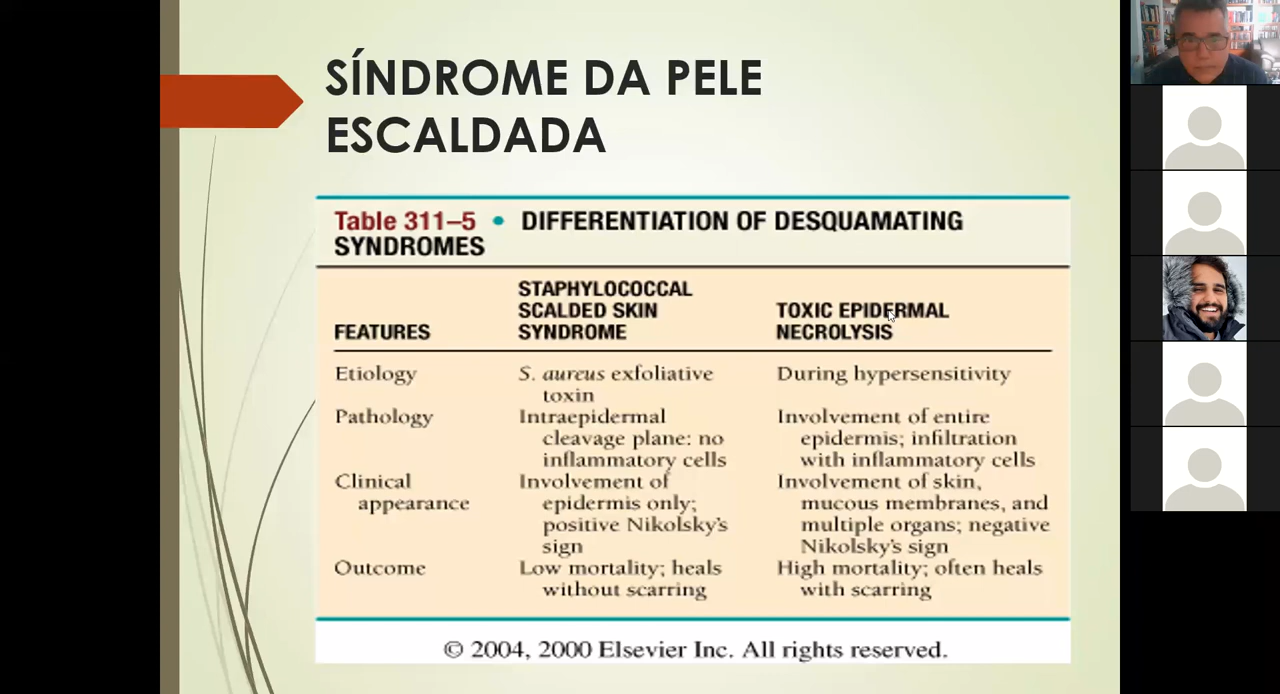 SÍNDROME DA PELE
ESCALDADA
Table 311–5 • DIFFERENTIATION OF DESQUAMATING
SYNDROMES
FEATURES
STAPHYLOCOCCAL
SCALDED SKIN
SYNDROME
TOXIC EPIDERMAL
NECROLYSIS
Etiology
S. aureus exfoliative
toxin
During hypersensitivity
Pathology
Intraepidermal
cleavage plane: no
inflammatory cells
Involvement of entire
epidermis; infiltration
with inflammatory cells
Clinical
appearance
Involvement of
epidermis only;
positive Nikolsky's
sign
Involvement of skin,
mucous membranes, and
multiple organs; negative
Nikolsky's sign
Outcome
Low mortality; heals
without scarring
High mortality; often heals
with scarring
© 2004, 2000 Elsevier Inc. All rights reserved.